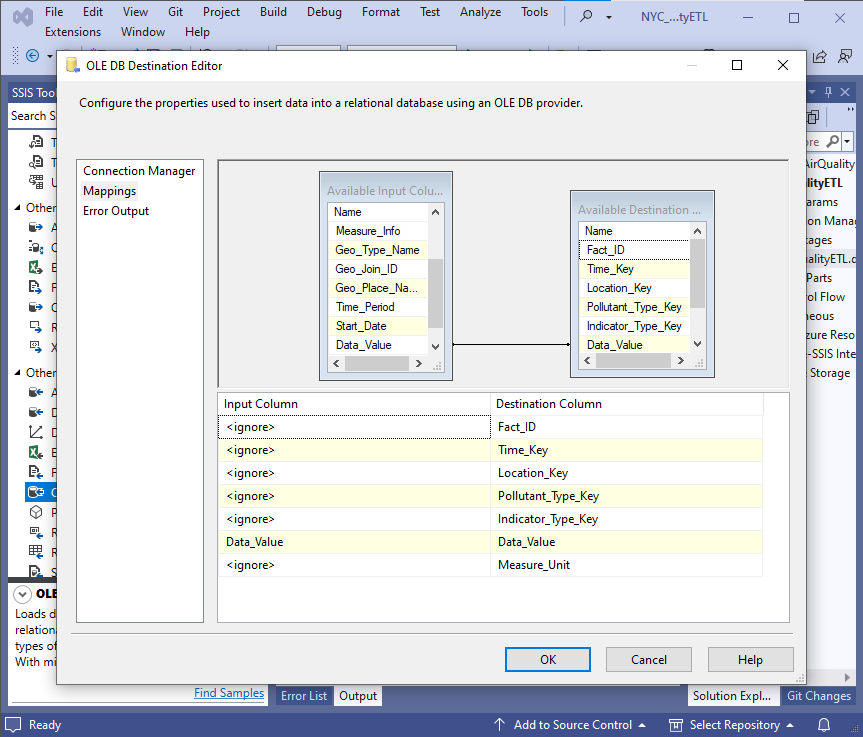 File Edit View Git Project Build Debug Format Test Analyze Tools
NYC_...tyETL
Extensions Window Help
OLE DB Destination Editor
Configure the properties used to insert data into a relational database using an OLE DB provider.
SSIS Too
Search S
Other
Other
OLE
Loads d
relation
types of
With mi
Find Samples
Connection Manager
Mappings
Error Output
Available Input Colu...
Name
Measure_Info
Geo_Type_Name
Geo_Join_ID
Geo_Place_Na...
Time_Period
Start_Date
Data_Value
Available Destination ...
Name
Fact_ID
Time_Key
Location_Key
Pollutant_Type_Key
Indicator_Type_Key
Data_Value
Input Column Destination Column
<ignore> Fact_ID
<ignore> Time_Key
<ignore> Location_Key
<ignore> Pollutant_Type_Key
<ignore> Indicator_Type_Key
Data_Value Data_Value
<ignore> Measure_Unit
OK Cancel Help
AirQuality
lityETL
arams
on Manag
ages
ualityETL.d
Parts
ol Flow
neous
zure Reso
-SSIS Inte
Storage
Error List Output
Solution Expl... Git Changes
Ready
Add to Source Control
Select Repository